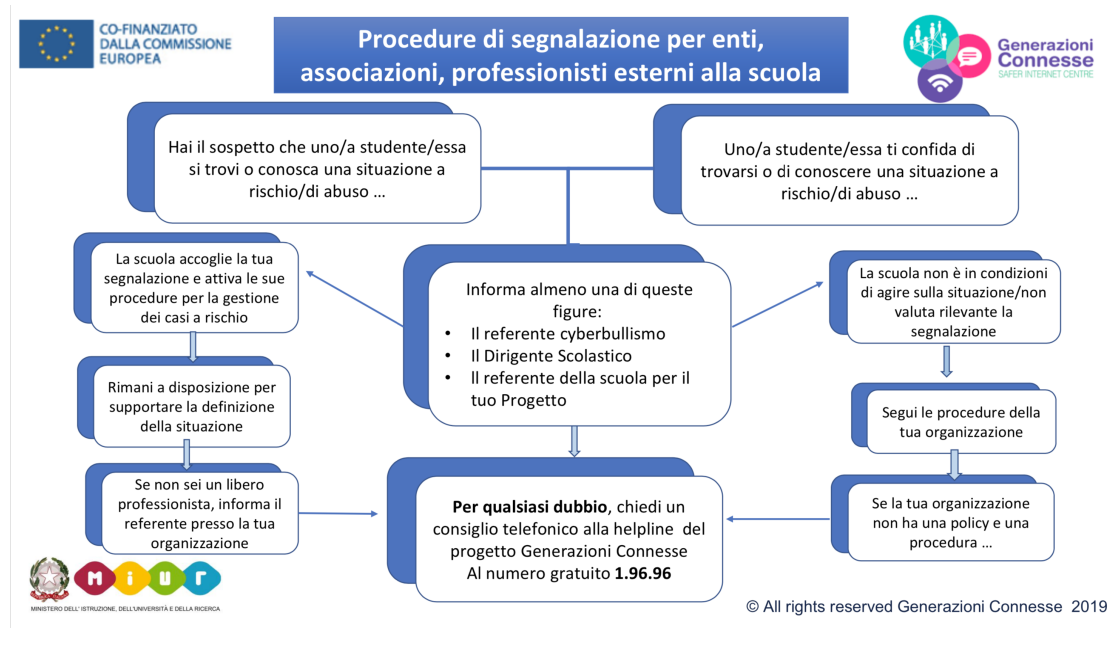 CO-FINANZIATO
DALLA COMMISSIONE
EUROPEA
Procedure di segnalazione per enti,
associazioni, professionisti esterni alla scuola
Generazioni
Connesse
SAFER INTERNET CENTRE
Hai il sospetto che uno/a studente/essa
si trovi o conosca una situazione a
rischio/di abuso ...
Uno/a studente/essa ti confida di
trovarsi o di conoscere una situazione a
rischio/di abuso ...
La scuola accoglie la tua
segnalazione e attiva le sue
procedure per la gestione
dei casi a rischio
Informa almeno una di queste
figure:
• Il referente cyberbullismo
• Il Dirigente Scolastico
• Il referente della scuola per il
tuo Progetto
La scuola non è in condizioni
di agire sulla situazione/non
valuta rilevante la
segnalazione
Rimani a disposizione per
supportare la definizione
della situazione
Segui le procedure della
tua organizzazione
Se non sei un libero
professionista, informa il
referente presso la tua
organizzazione
Per qualsiasi dubbio, chiedi un
consiglio telefonico alla helpline del
progetto Generazioni Connesse
Al numero gratuito 1.96.96
Se la tua organizzazione
non ha una policy e una
procedura ...
miur
MINISTERO DELL' ISTRUZIONE, DELL'UNIVERSITÀ E DELLA RICERCA
© All rights reserved Generazioni Connesse 2019